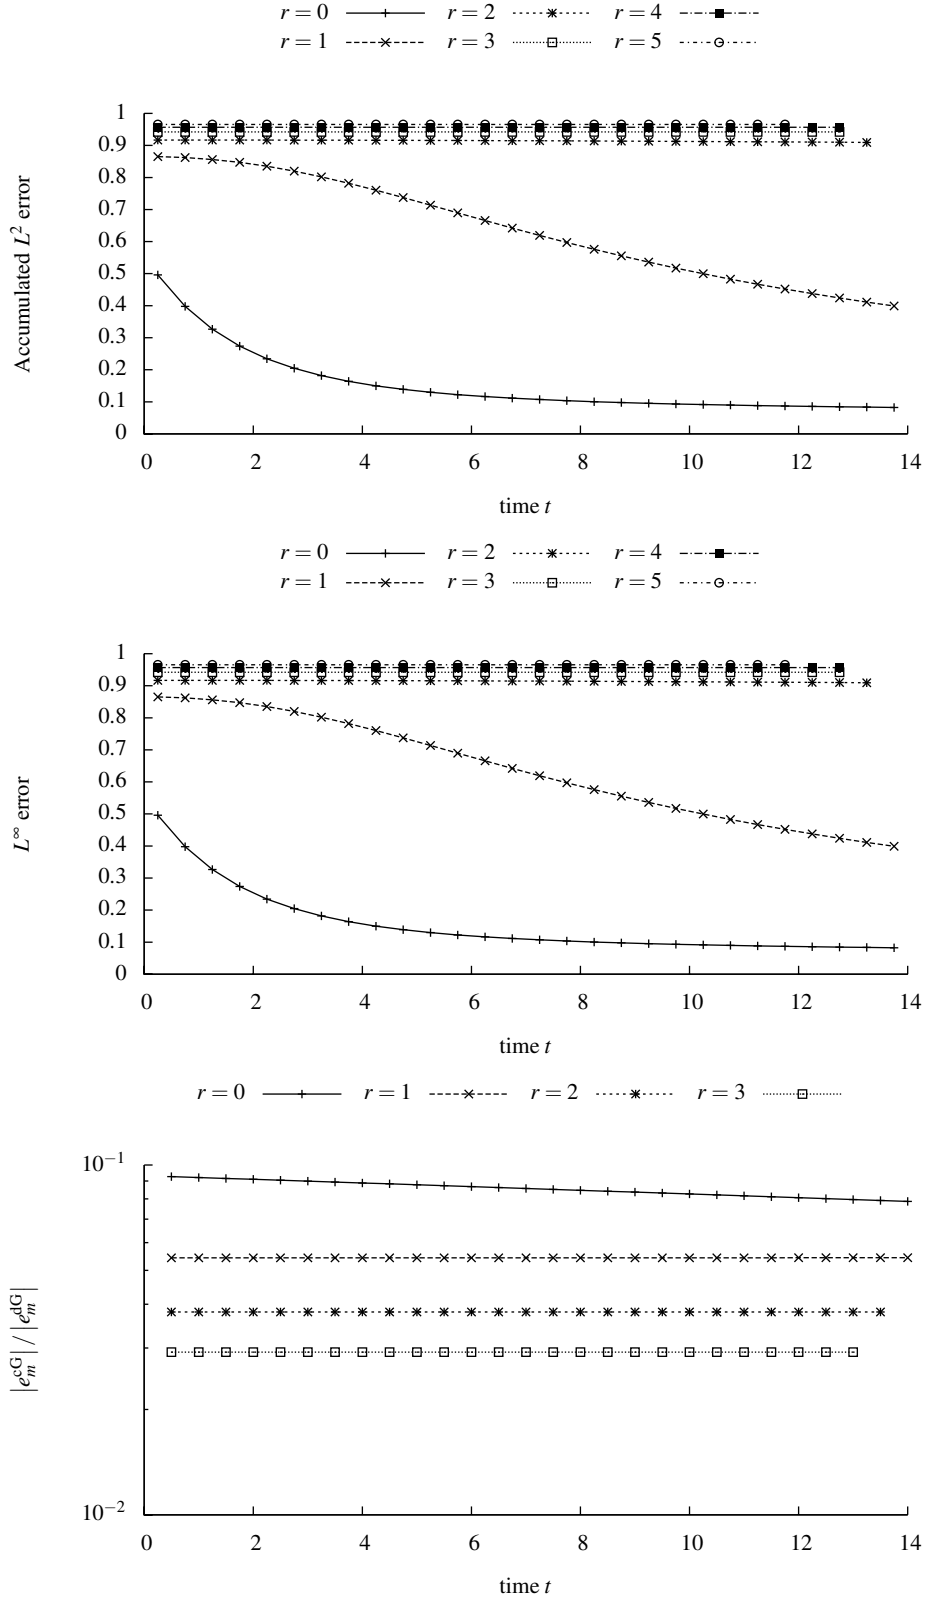 r = 0 r = 2 r = 4
r = 1 r = 3 r = 5
1
0.9
0.8
0.7
0.6
0.5
0.4
0.3
0.2
0.1
0
Accumulated L² error
0 2 4 6 8 10 12 14
time t
r = 0 r = 2 r = 4
r = 1 r = 3 r = 5
1
0.9
0.8
0.7
0.6
0.5
0.4
0.3
0.2
0.1
0
L∞ error
0 2 4 6 8 10 12 14
time t
r = 0 r = 1 r = 2 r = 3
10⁻¹
10⁻²
|e_m^cG| / |e_m^dG|
0 2 4 6 8 10 12 14
time t